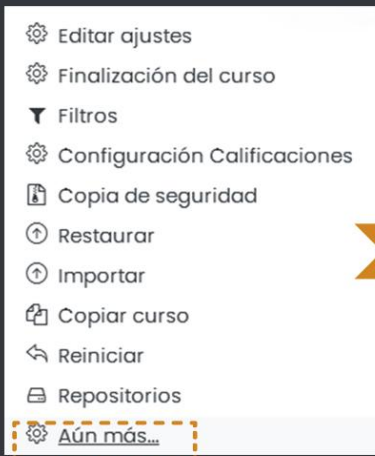 Editar ajustes
Finalización del curso
Filtros
Configuración Calificaciones
Copia de seguridad
Restaurar
Importar
Copiar curso
Reiniciar
Repositorios
Aún más...